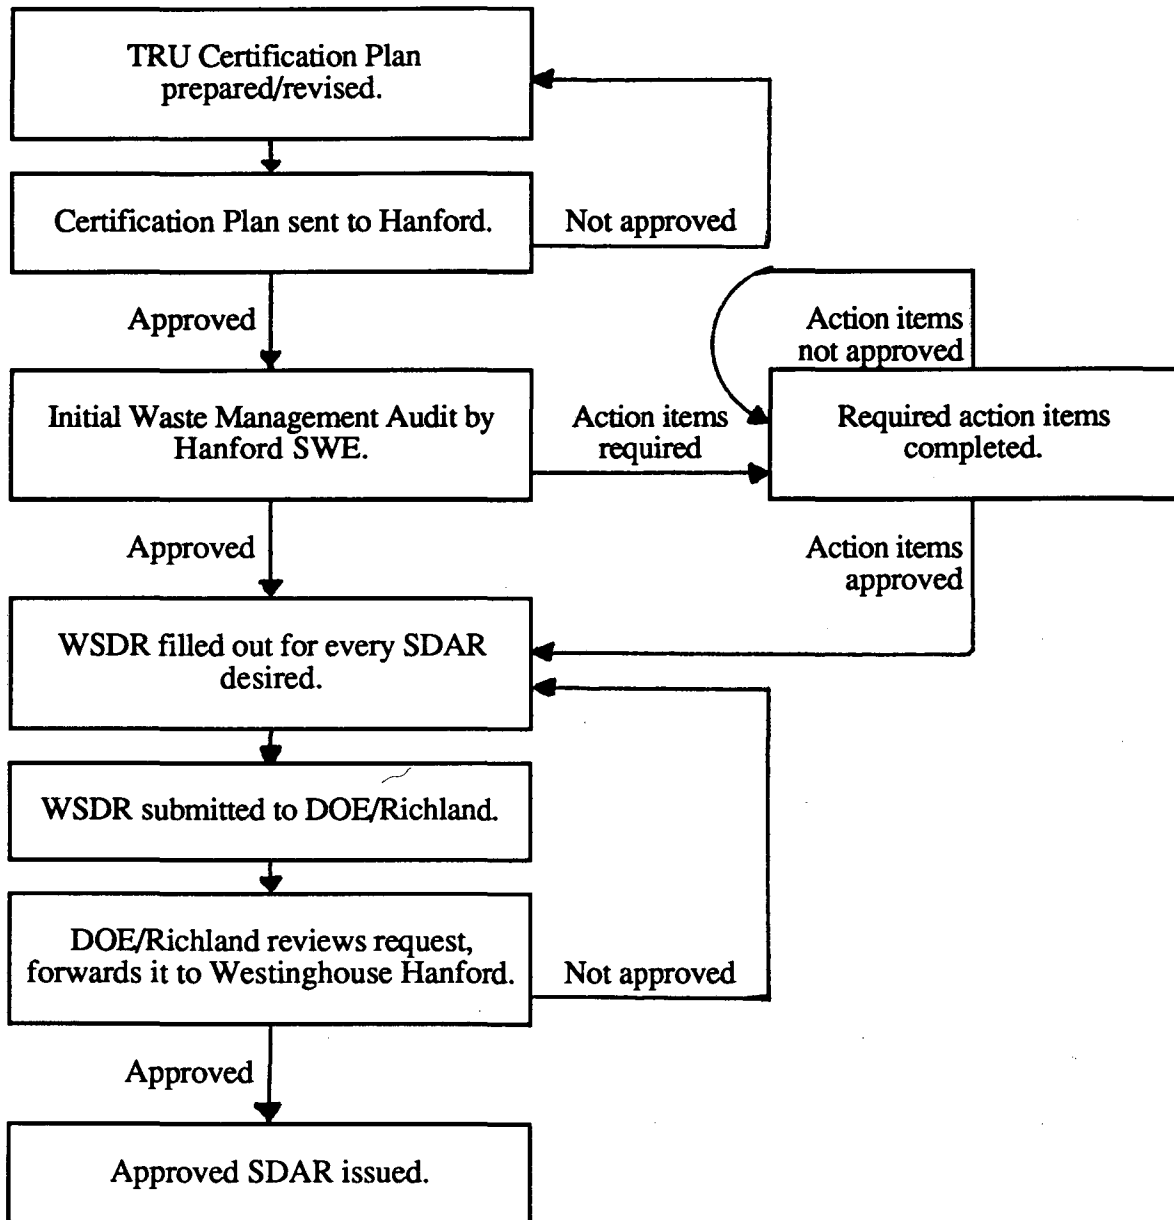 TRU Certification Plan
prepared/revised.
Certification Plan sent to Hanford.
Not approved
Approved
Action items
not approved
Initial Waste Management Audit by
Hanford SWE.
Action items
required
Required action items
completed.
Approved
Action items
approved
WSDR filled out for every SDAR
desired.
WSDR submitted to DOE/Richland.
DOE/Richland reviews request,
forwards it to Westinghouse Hanford.
Not approved
Approved
Approved SDAR issued.